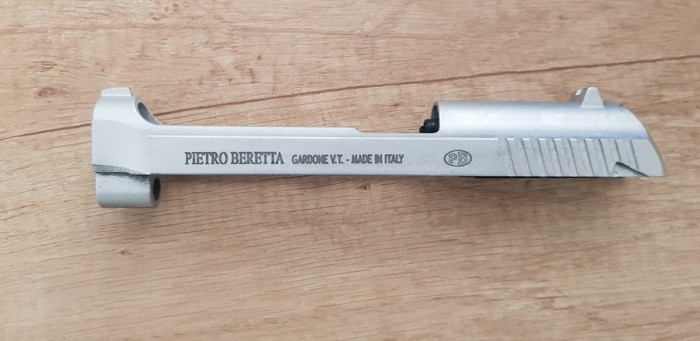 PIETRO BERETTA GARDONE V.T. - MADE IN ITALY PB